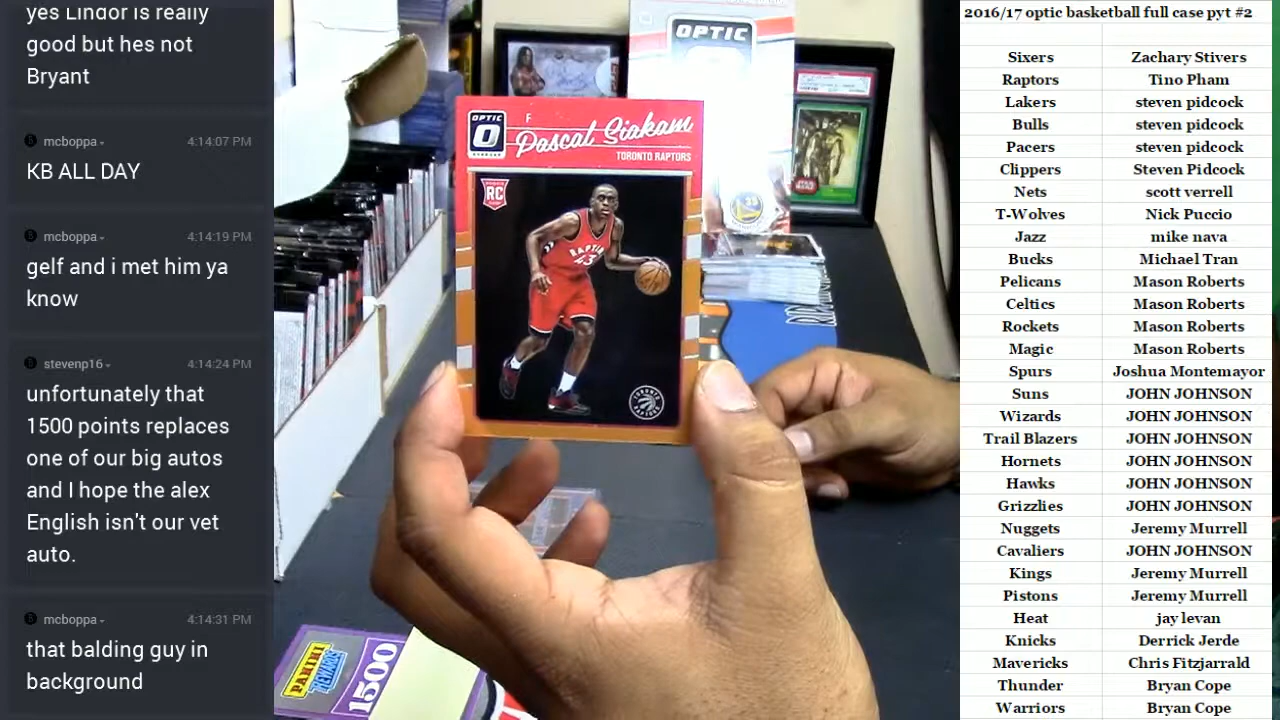 yes Lindor is really
good but hes not
Bryant
mcboppa
4:14:07 PM
KB ALL DAY
mcboppa
4:14:19 PM
gelf and i met him ya
know
stevenp16
4:14:24 PM
unfortunately that
1500 points replaces
one of our big autos
and I hope the alex
English isn't our vet
auto.
mcboppa
4:14:31 PM
that balding guy in
background
OPTIC
OPTIC
F
Pascal Siakam
TORONTO RAPTORS
RC
RAPTORS
43
STAR
WARS
PANINI
REWARDS
1500
2016/17 optic basketball full case pyt #2
Sixers Zachary Stivers
Raptors Tino Pham
Lakers steven pidcock
Bulls steven pidcock
Pacers steven pidcock
Clippers Steven Pidcock
Nets scott verrell
T-Wolves Nick Puccio
Jazz mike nava
Bucks Michael Tran
Pelicans Mason Roberts
Celtics Mason Roberts
Rockets Mason Roberts
Magic Mason Roberts
Spurs Joshua Montemayor
Suns JOHN JOHNSON
Wizards JOHN JOHNSON
Trail Blazers JOHN JOHNSON
Hornets JOHN JOHNSON
Hawks JOHN JOHNSON
Grizzlies JOHN JOHNSON
Nuggets Jeremy Murrell
Cavaliers JOHN JOHNSON
Kings Jeremy Murrell
Pistons Jeremy Murrell
Heat jay levan
Knicks Derrick Jerde
Mavericks Chris Fitzjarrald
Thunder Bryan Cope
Warriors Bryan Cope